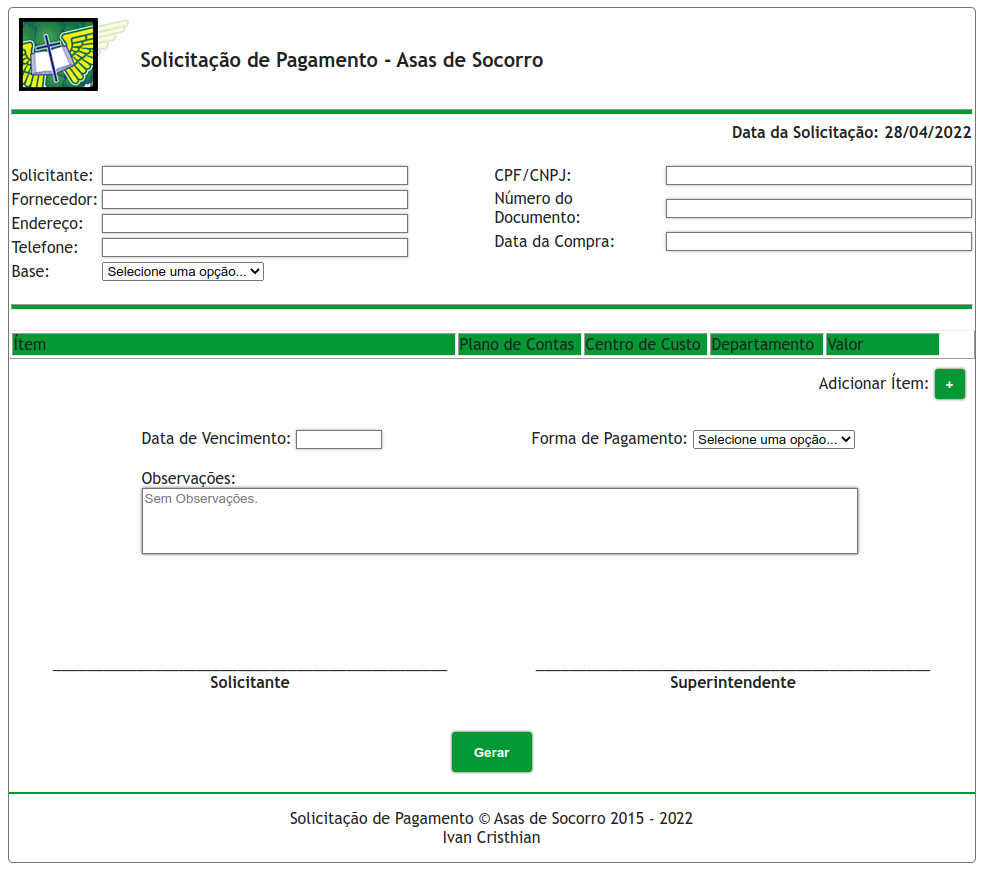 Solicitação de Pagamento - Asas de Socorro
Data da Solicitação: 28/04/2022
Solicitante:
CPF/CNPJ:
Fornecedor:
Número do
Documento:
Endereço:
Telefone:
Data da Compra:
Base: Selecione uma opção...
Ítem Plano de Contas Centro de Custo Departamento Valor
Adicionar Ítem: +
Data de Vencimento: Forma de Pagamento: Selecione uma opção...
Observações:
Sem Observações.
Solicitante Superintendente
Gerar
Solicitação de Pagamento © Asas de Socorro 2015 - 2022
Ivan Cristhian